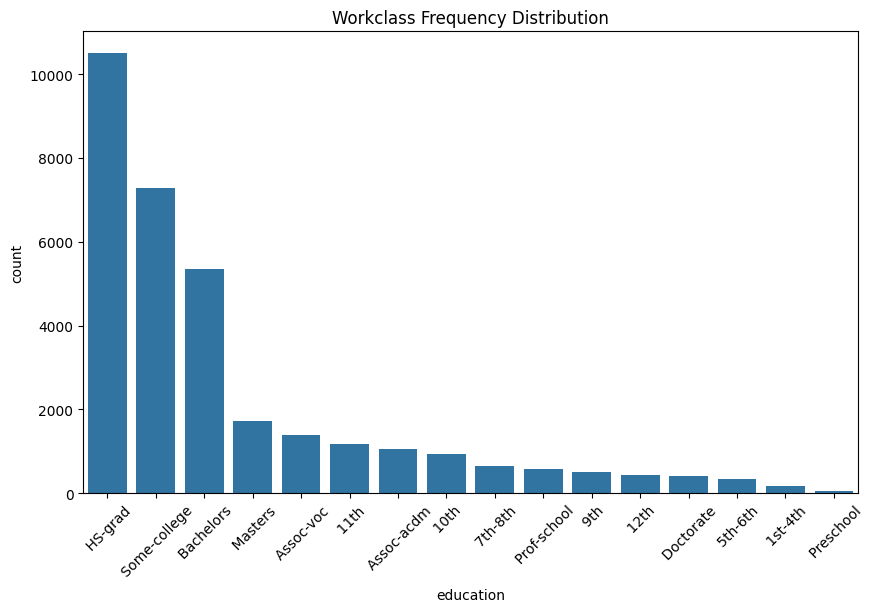 Workclass Frequency Distribution
10000
8000
6000
4000
2000
0
count
HS-grad
Some-college
Bachelors
Masters
Assoc-voc
11th
Assoc-acdm
10th
7th-8th
Prof-school
9th
12th
Doctorate
5th-6th
1st-4th
Preschool
education